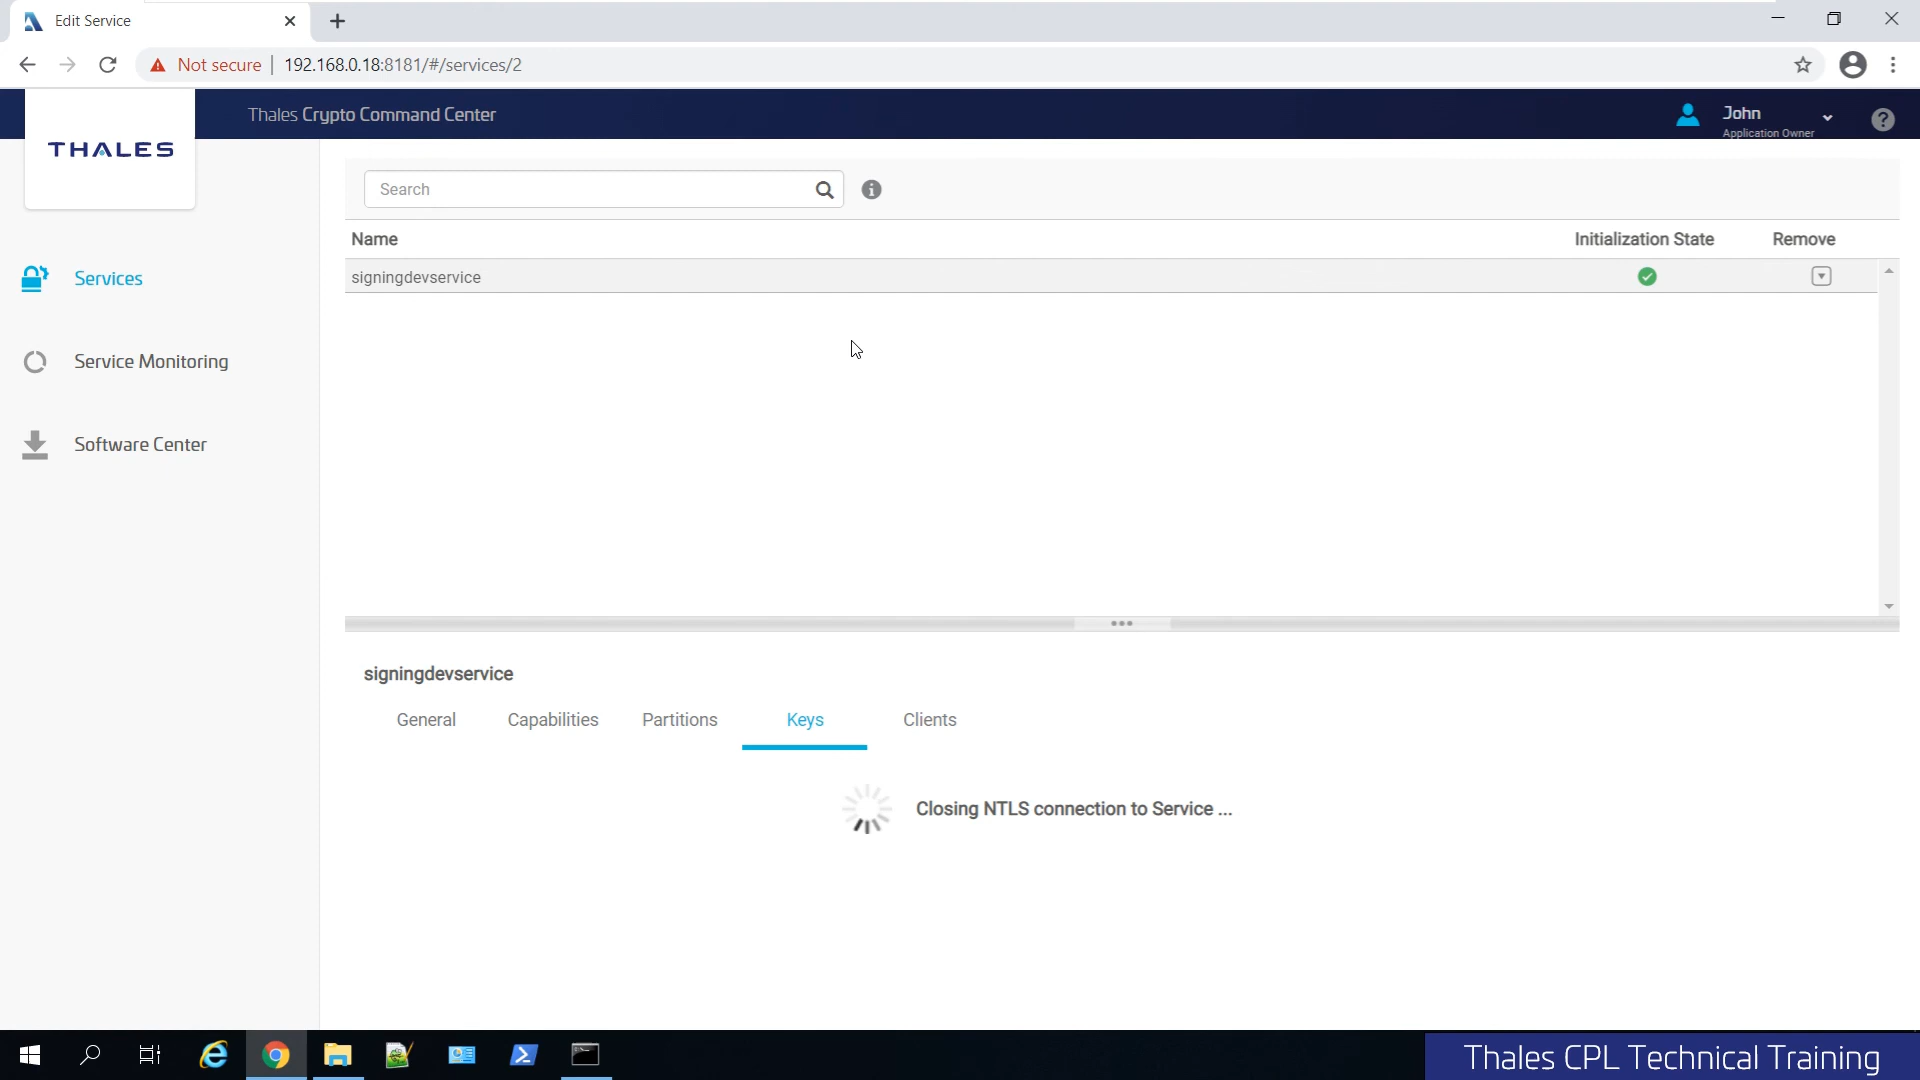 Edit Service
Not secure
192.168.0.18:8181/#/services/2
THALES
Thales Crypto Command Center
John
Application Owner
Services
Service Monitoring
Software Center
Search
Name
Initialization State
Remove
signingdevservice
signingdevservice
General
Capabilities
Partitions
Keys
Clients
Closing NTLS connection to Service ...
Thales CPL Technical Training